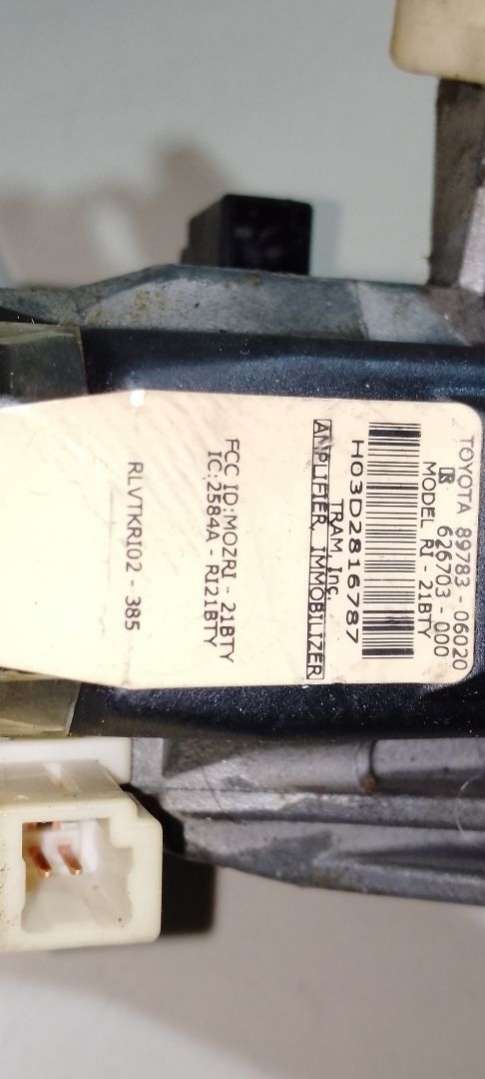 TOYOTA 89783 - 06020
626703 - 000
MODEL RI - 21BTY
H03D2816787
TRAM Inc.
AMPLIFIER, IMMOBILIZER
FCC ID:MOZRI - 21BTY
IC:2584A - RI21BTY
RLVTKRI02 - 385